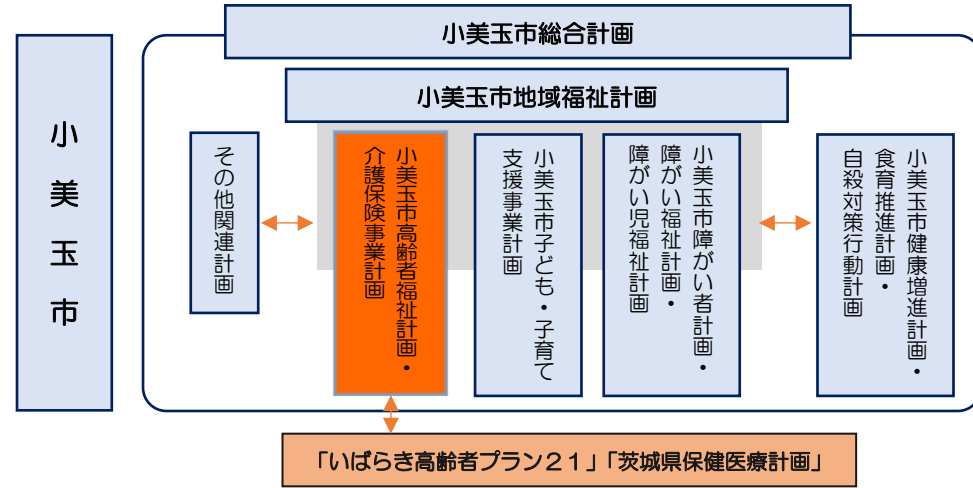 小美玉市
小美玉市総合計画
小美玉市地域福祉計画
その他関連計画
小美玉市高齢者福祉計画・
介護保険事業計画
小美玉市子ども・子育て
支援事業計画
小美玉市障がい者計画・
障がい福祉計画・
障がい児福祉計画
小美玉市健康増進計画・
食育推進計画・
自殺対策行動計画
「いばらき高齢者プラン２１」「茨城県保健医療計画」